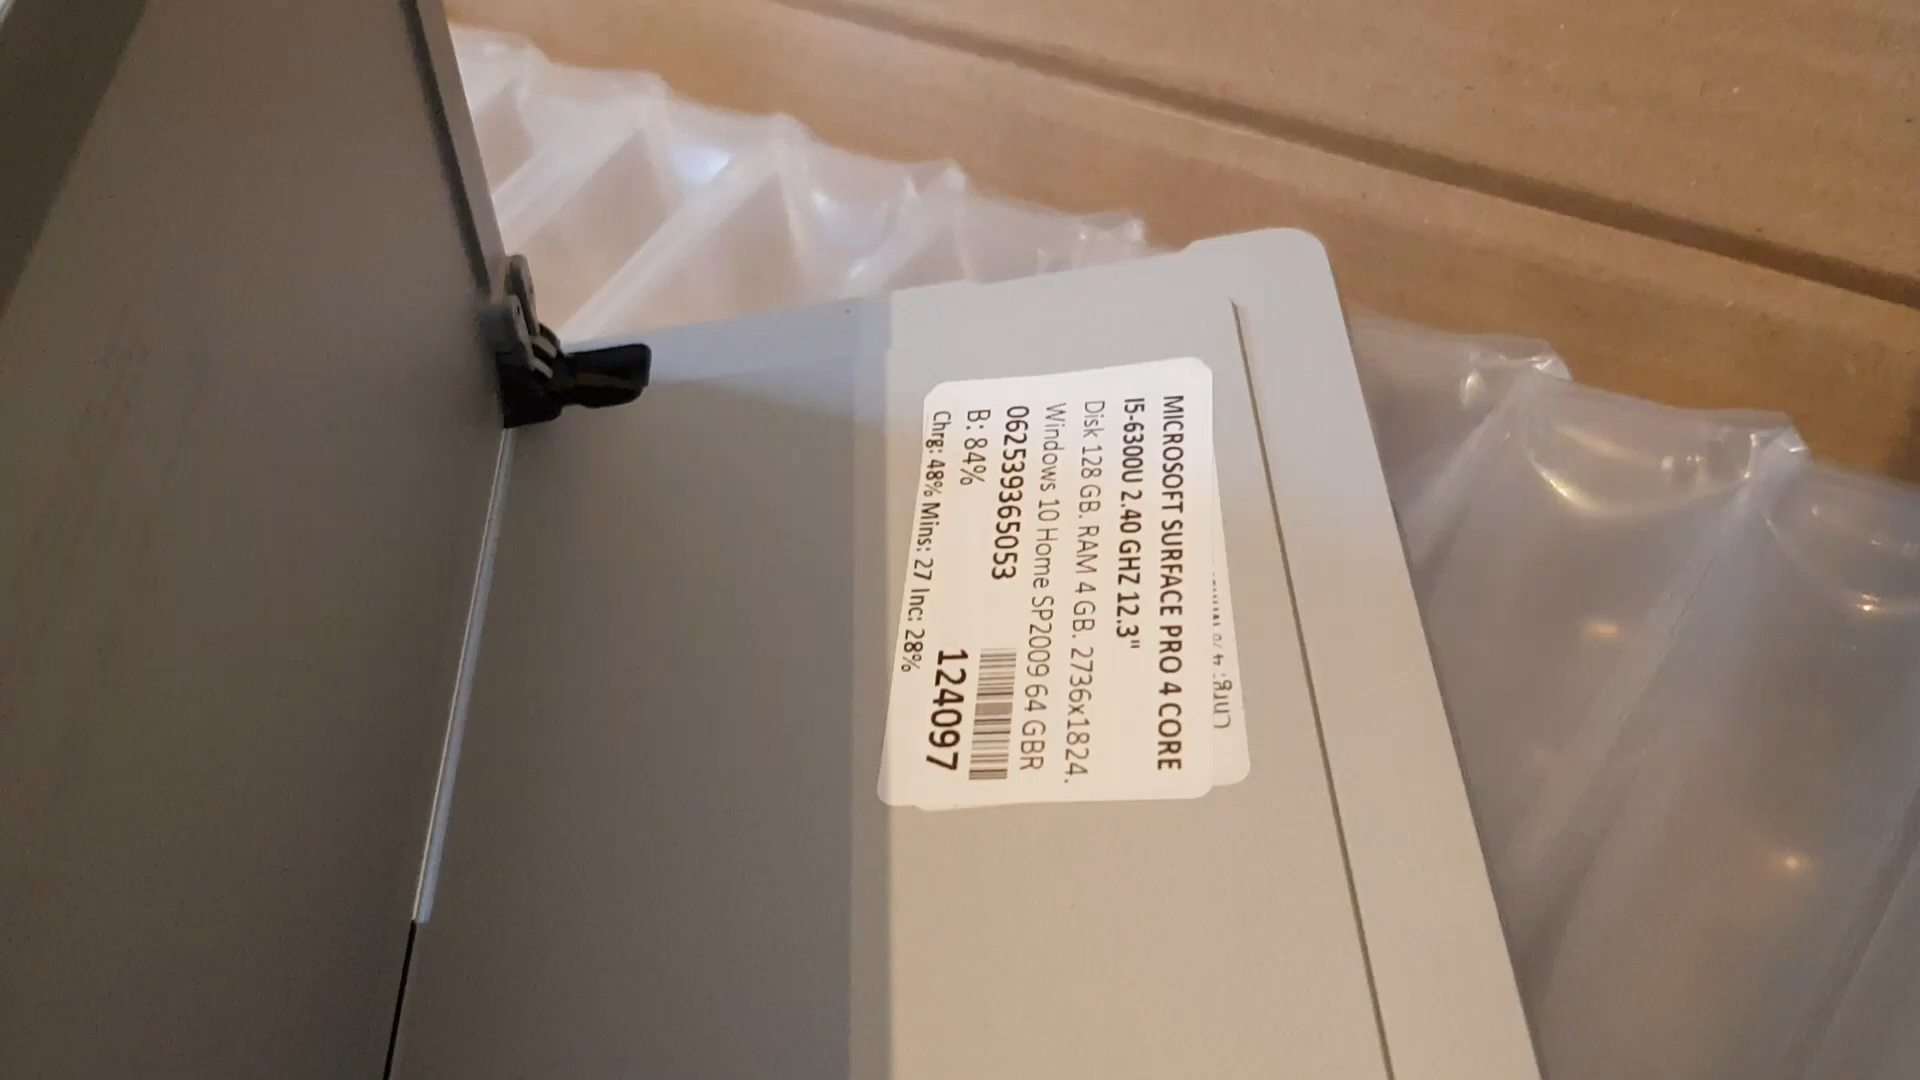 MICROSOFT SURFACE PRO 4 CORE
I5-6300U 2.40 GHZ 12.3"
Disk 128 GB. RAM 4 GB. 2736x1824.
Windows 10 Home SP2009 64 GBR
062539365053
B: 84%
124097
Chrg: 48% Mins: 27 Inc: 28%